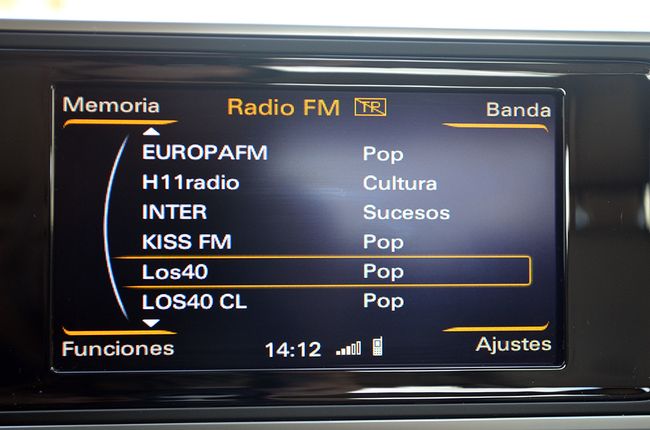 Memoria Radio FM TR Banda
EUROPAFM Pop
H11radio Cultura
INTER Sucesos
KISS FM Pop
Los40 Pop
LOS40 CL Pop
Funciones 14:12 Ajustes